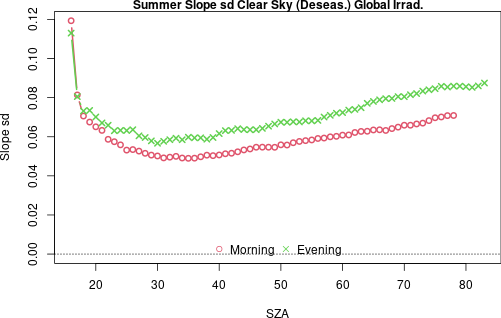 Summer Slope sd Clear Sky (Deseas.) Global Irrad.
Slope sd
0.12
0.10
0.08
0.06
0.04
0.02
0.00
Morning Evening
20 30 40 50 60 70 80
SZA